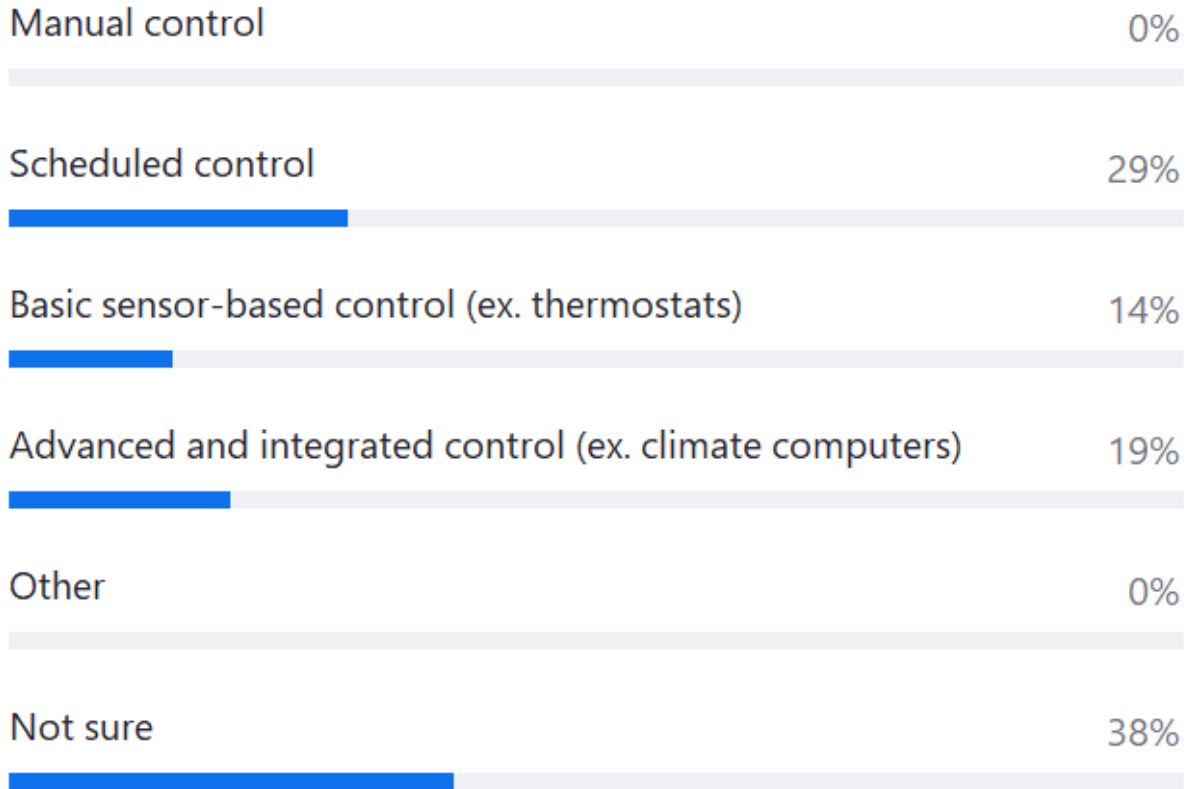 Manual control 0%
Scheduled control 29%
Basic sensor-based control (ex. thermostats) 14%
Advanced and integrated control (ex. climate computers) 19%
Other 0%
Not sure 38%